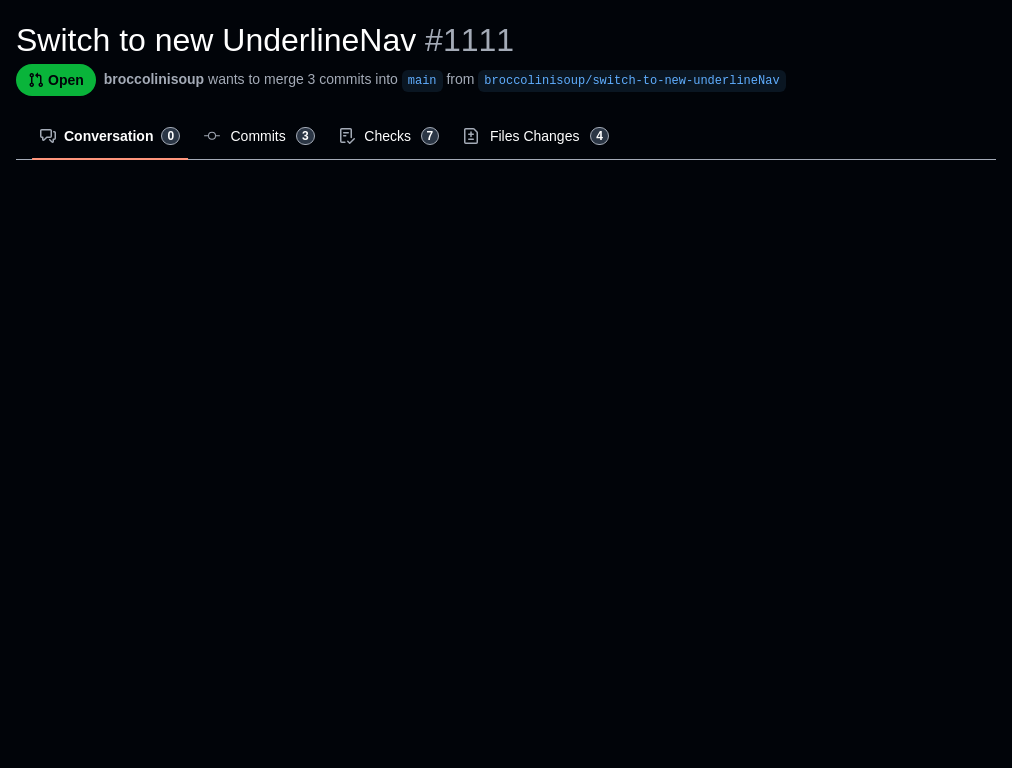 Switch to new UnderlineNav #1111
Open broccolinisoup wants to merge 3 commits into main from broccolinisoup/switch-to-new-underlineNav
Conversation 0 Commits 3 Checks 7 Files Changes 4